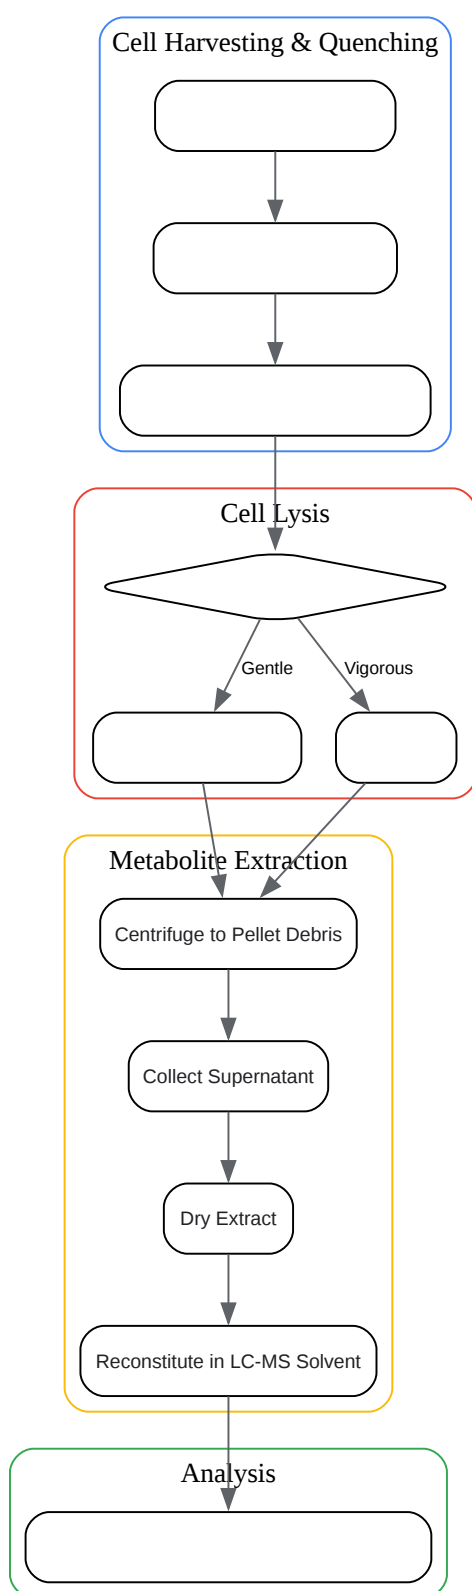 Cell Harvesting & Quenching
Cell Lysis
Gentle
Vigorous
Metabolite Extraction
Centrifuge to Pellet Debris
Collect Supernatant
Dry Extract
Reconstitute in LC-MS Solvent
Analysis